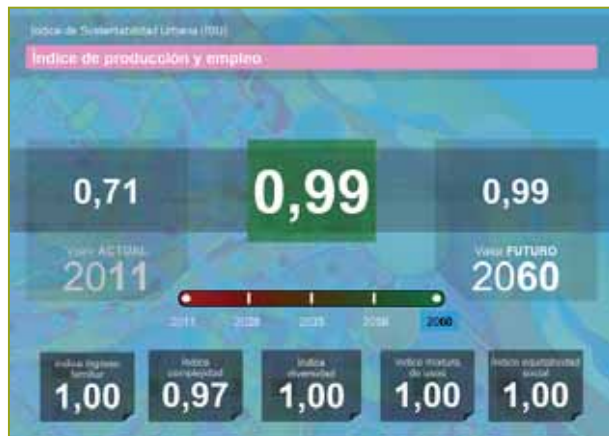 Índice de Sustentabilidad Urbana (ISU)
Índice de producción y empleo
0,71
0,99
0,99
Valor ACTUAL
2011
Valor FUTURO
2060
2011
2060
Índice ingreso
familiar
1,00
Índice
complejidad
0,97
Índice
diversidad
1,00
Índice mixtura
de usos
1,00
Índice equitatividad
social
1,00